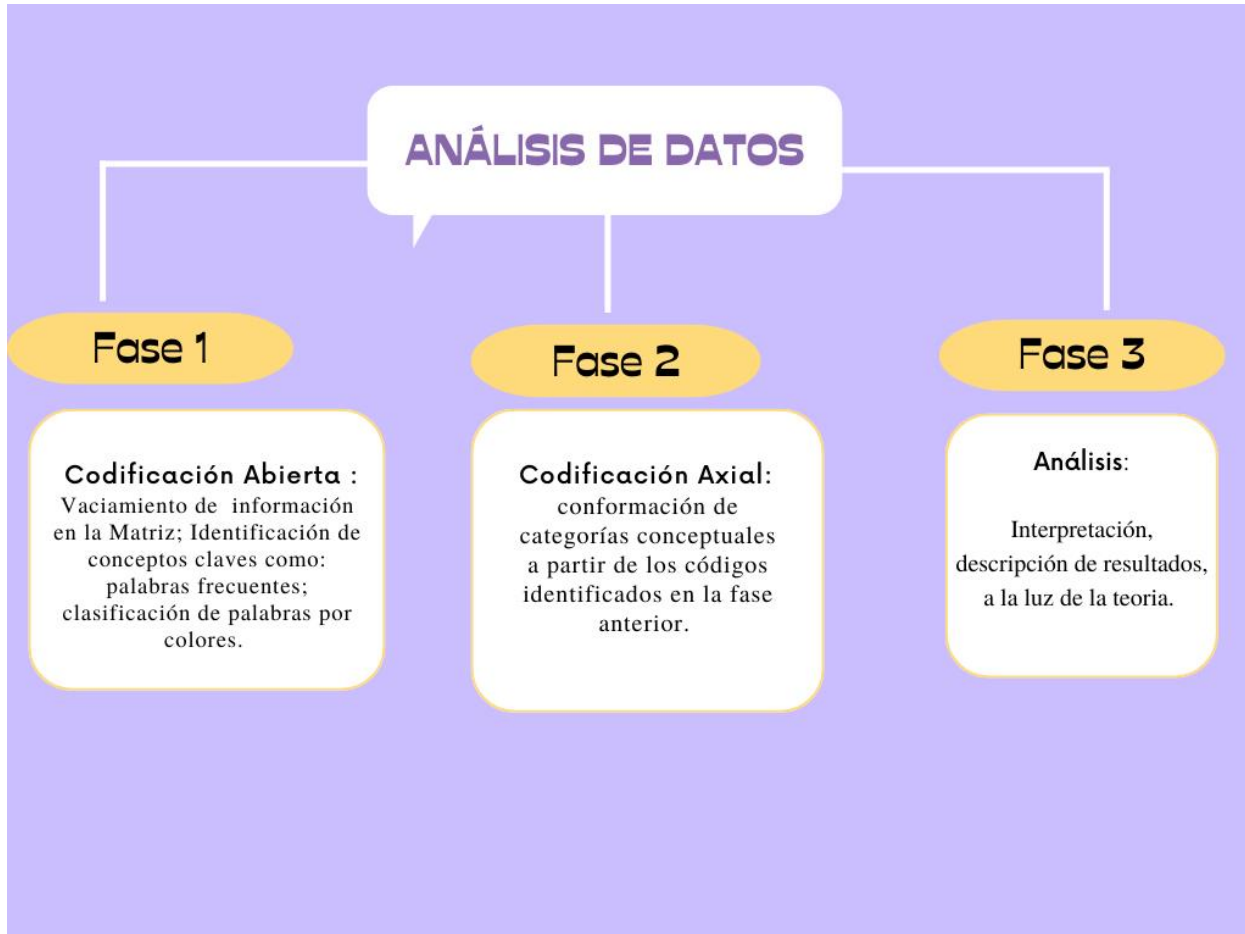 ANÁLISIS DE DATOS
Fase 1
Codificación Abierta :
Vaciamiento de información
en la Matriz; Identificación de
conceptos claves como:
palabras frecuentes;
clasificación de palabras por
colores.
Fase 2
Codificación Axial:
conformación de
categorías conceptuales
a partir de los códigos
identificados en la fase
anterior.
Fase 3
Análisis:
Interpretación,
descripción de resultados,
a la luz de la teoria.